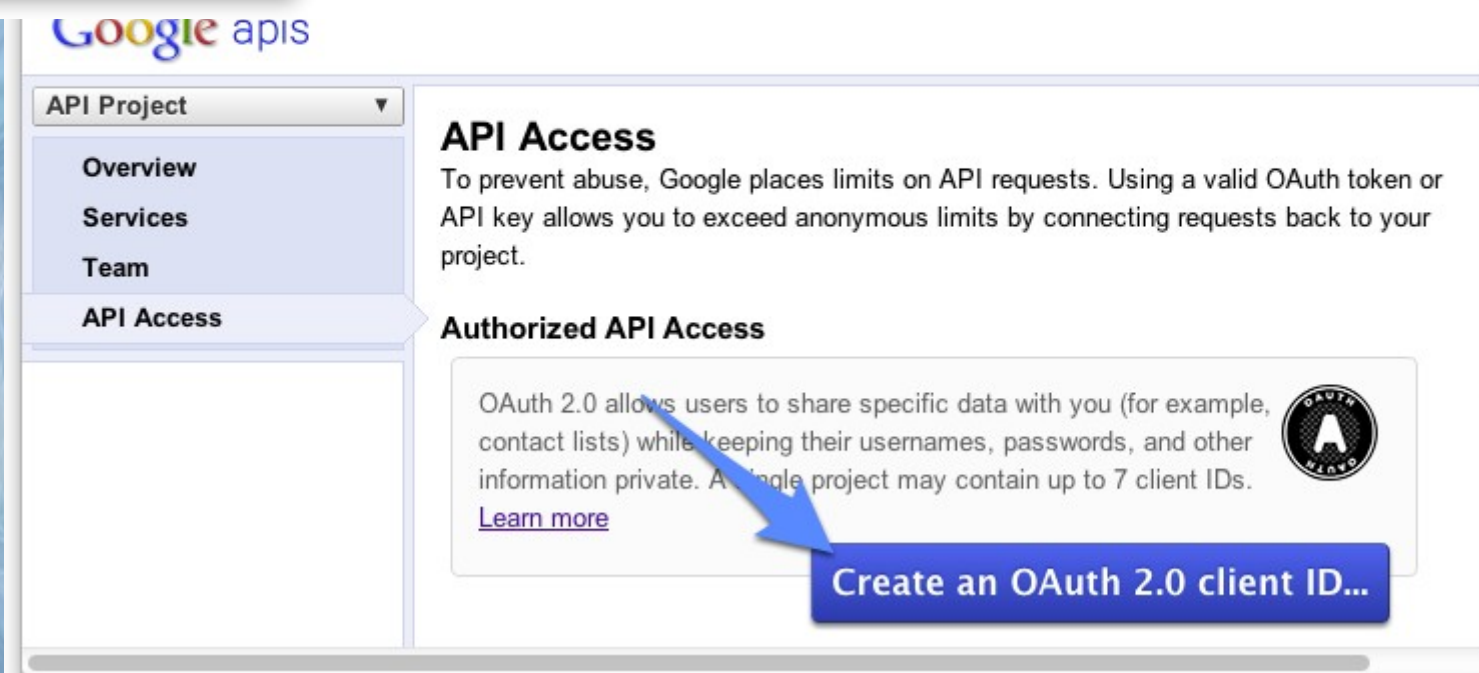 Google apis
API Project
Overview
Services
Team
API Access
API Access
To prevent abuse, Google places limits on API requests. Using a valid OAuth token or
API key allows you to exceed anonymous limits by connecting requests back to your
project.
Authorized API Access
OAuth 2.0 allows users to share specific data with you (for example,
contact lists) while keeping their usernames, passwords, and other
information private. A single project may contain up to 7 client IDs.
Learn more
OAUTH
A
OAUTH
Create an OAuth 2.0 client ID...